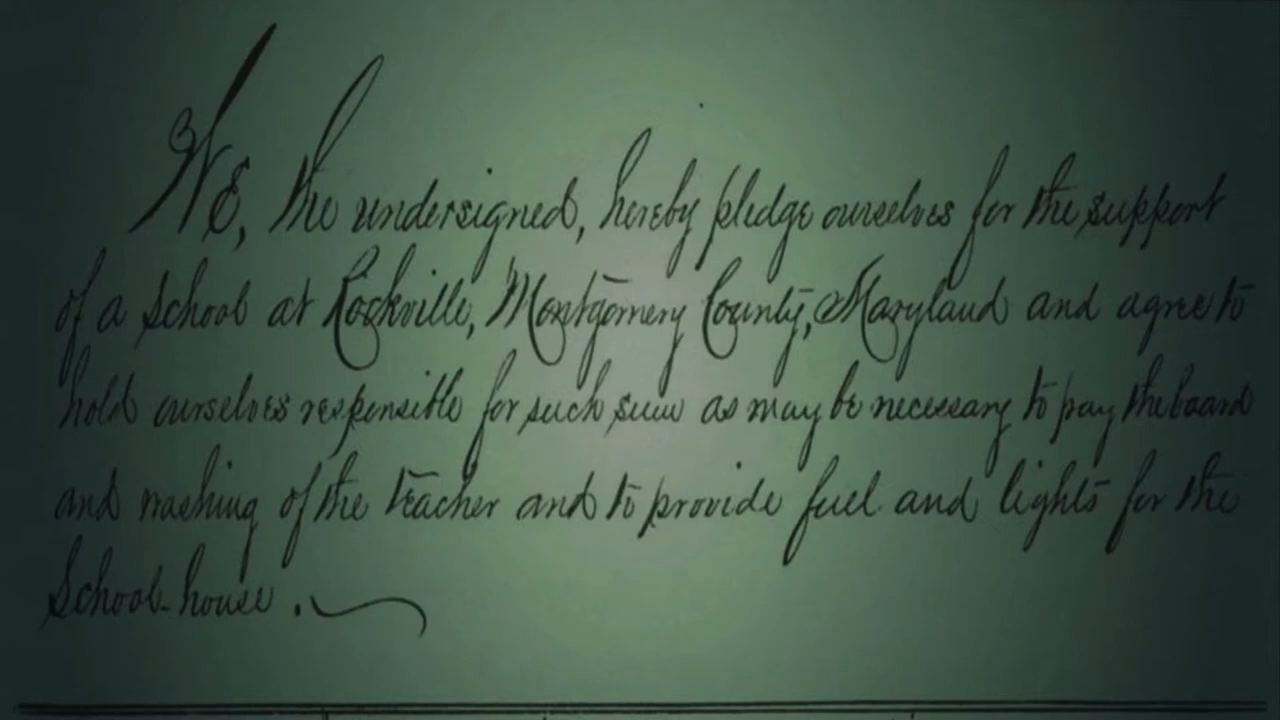 We, the undersigned, hereby pledge ourselves for the support
of a School at Rockville, Montgomery County, Maryland and agree to
hold ourselves responsible for such sum as may be necessary to pay the board
and washing of the teacher and to provide fuel and lights for the
School-house.